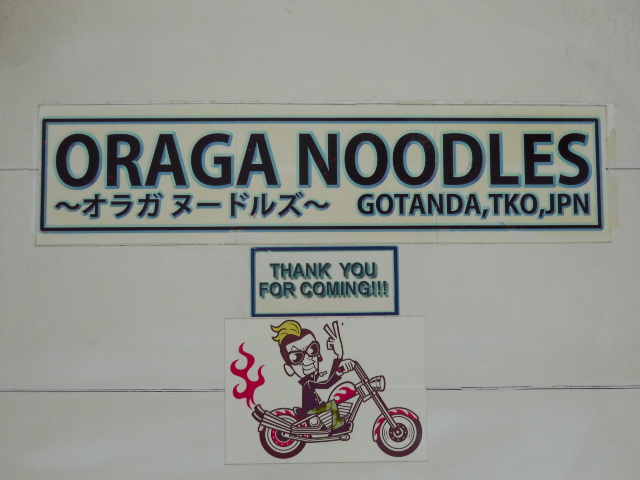 ORAGA NOODLES
～オラガ ヌードルズ～ GOTANDA,TKO,JPN
THANK YOU
FOR COMING!!!